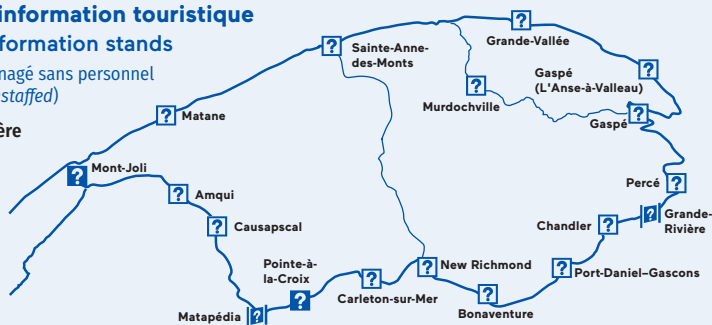 information touristique
formation stands
nagé sans personnel
staffed)
ère
Sainte-Anne-
des-Monts
Grande-Vallée
Gaspé
(L'Anse-à-Valleau)
Murdochville
Gaspé
Matane
Mont-Joli
Amqui
Causapscal
Percé
Grande-
Rivière
Chandler
Pointe-à-
la-Croix
New Richmond
Port-Daniel–Gascons
Carleton-sur-Mer
Bonaventure
Matapédia